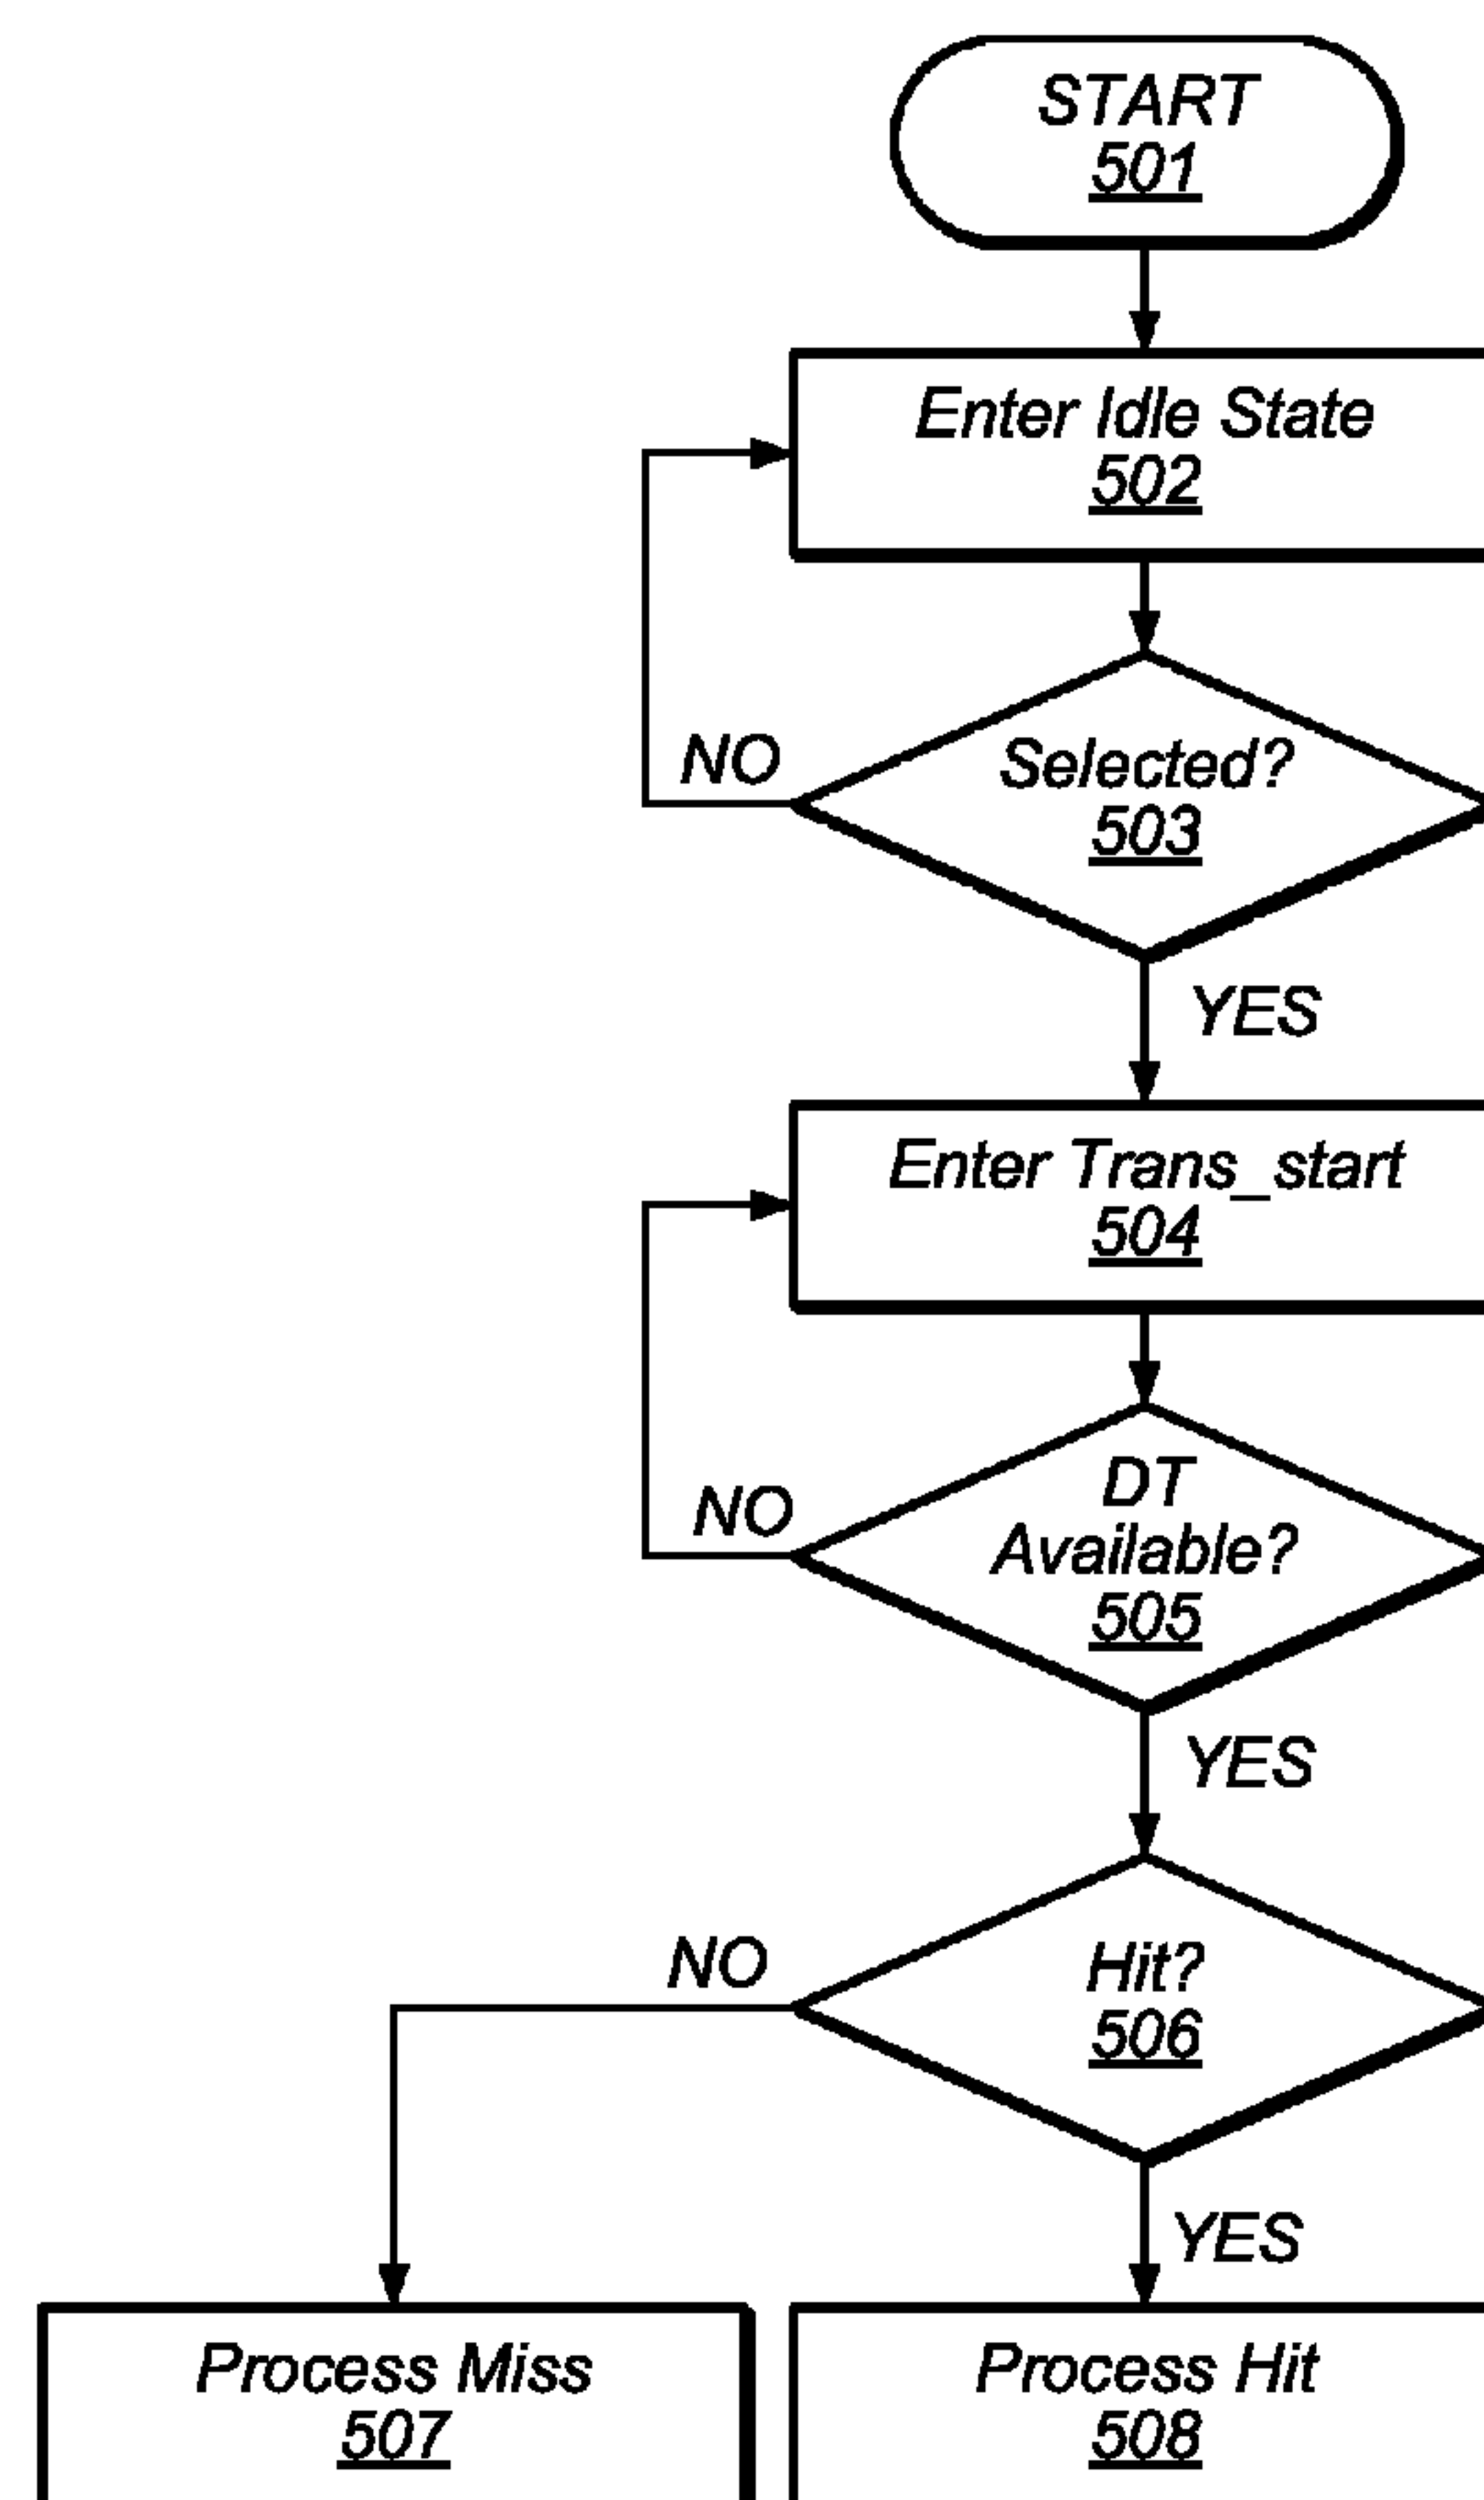 START
501
Enter Idle State
502
NO
Selected?
503
YES
Enter Trans_start
504
NO
DT
Available?
505
YES
NO
Hit?
506
YES
Process Miss
507
Process Hit
508